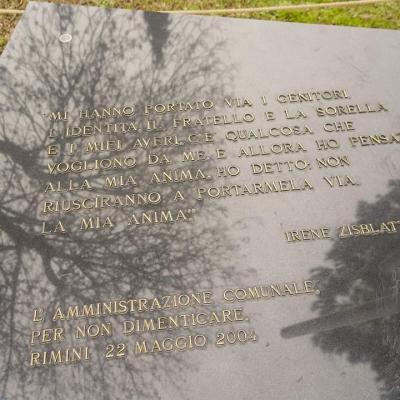 "MI HANNO PORTATO VIA I GENITORI,
L'IDENTITÀ, IL FRATELLO E LA SORELLA
E I MIEI AVERI, C'È QUALCOSA CHE
VOGLIONO DA ME. E ALLORA HO PENSAT
ALLA MIA ANIMA, HO DETTO: NON
RIUSCIRANNO A PORTARMELA VIA.
LA MIA ANIMA"
IRENE ZISBLATT
L'AMMINISTRAZIONE COMUNALE,
PER NON DIMENTICARE.
RIMINI 22 MAGGIO 2004